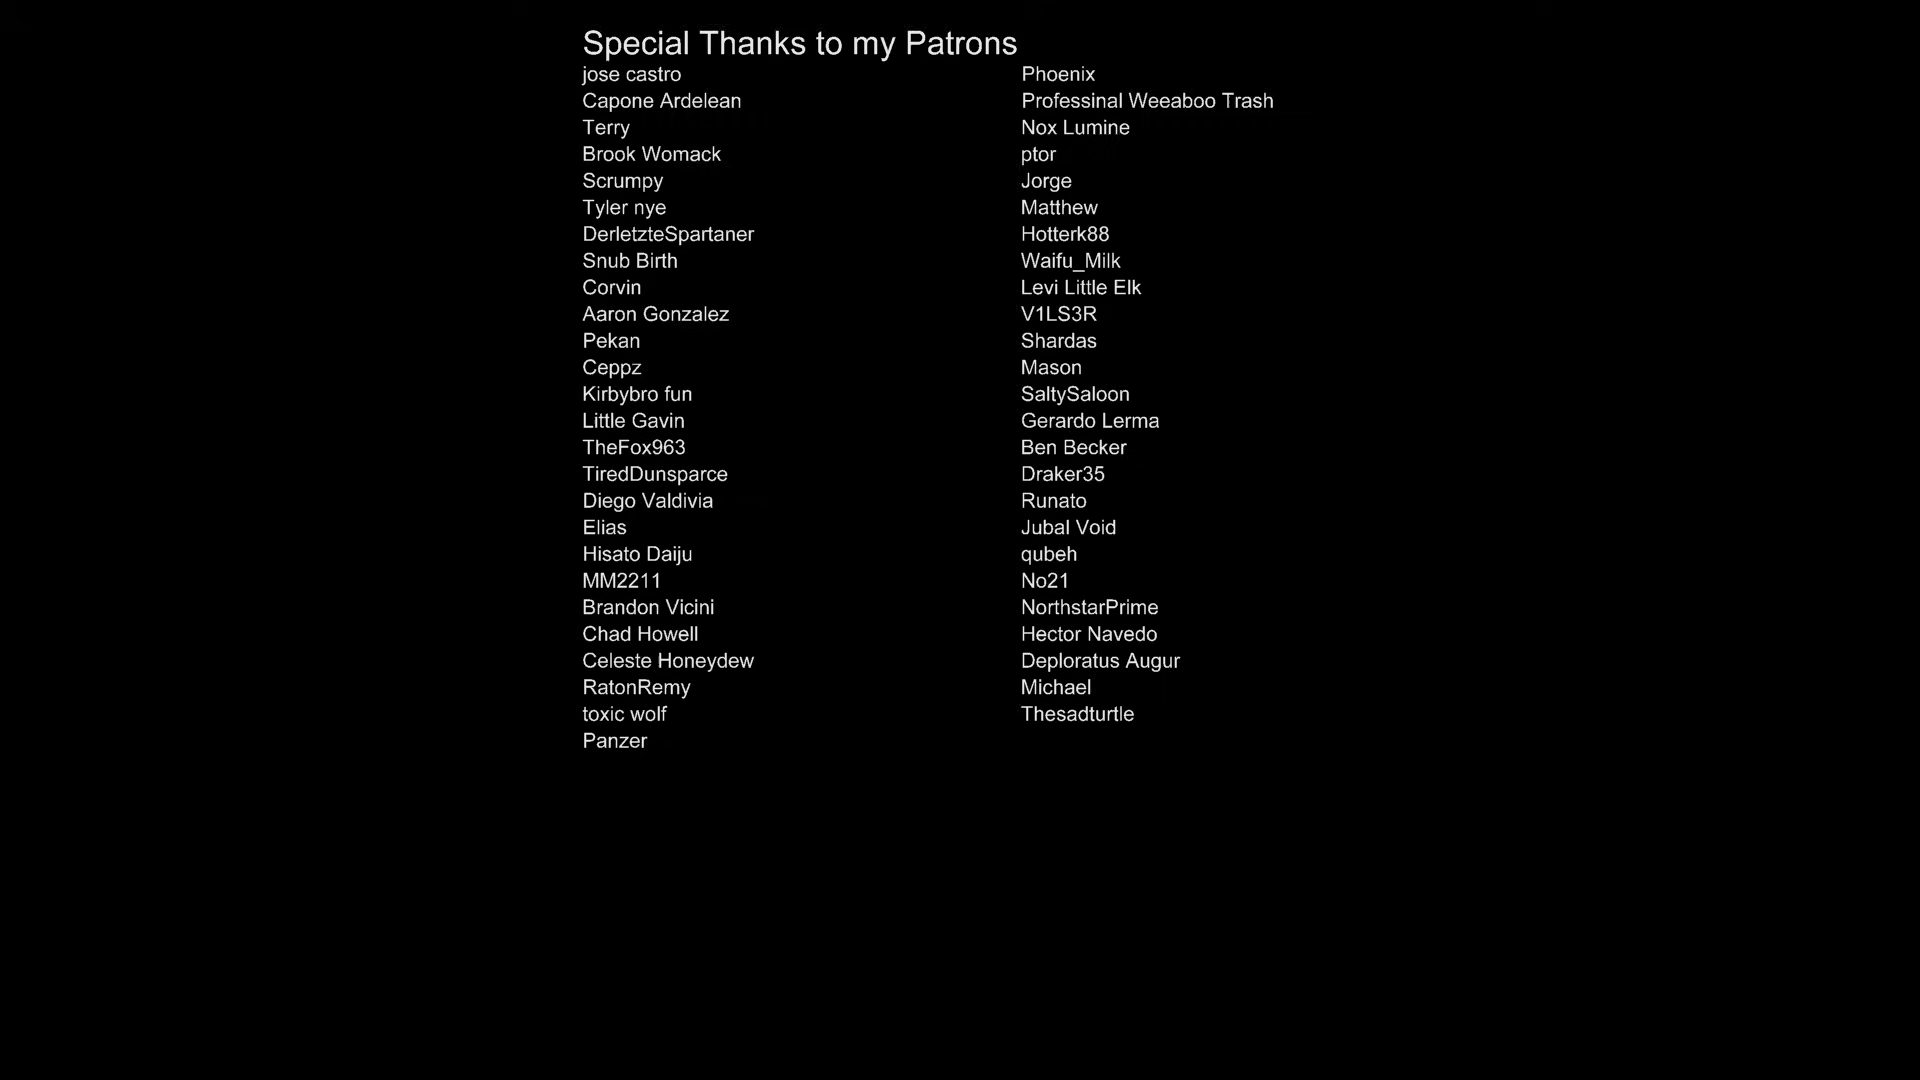 Special Thanks to my Patrons
jose castro
Capone Ardelean
Terry
Brook Womack
Scrumpy
Tyler nye
DerletzteSpartaner
Snub Birth
Corvin
Aaron Gonzalez
Pekan
Ceppz
Kirbybro fun
Little Gavin
TheFox963
TiredDunsparce
Diego Valdivia
Elias
Hisato Daiju
MM2211
Brandon Vicini
Chad Howell
Celeste Honeydew
RatonRemy
toxic wolf
Panzer
Phoenix
Professinal Weeaboo Trash
Nox Lumine
ptor
Jorge
Matthew
Hotterk88
Waifu_Milk
Levi Little Elk
V1LS3R
Shardas
Mason
SaltySaloon
Gerardo Lerma
Ben Becker
Draker35
Runato
Jubal Void
qubeh
No21
NorthstarPrime
Hector Navedo
Deploratus Augur
Michael
Thesadturtle